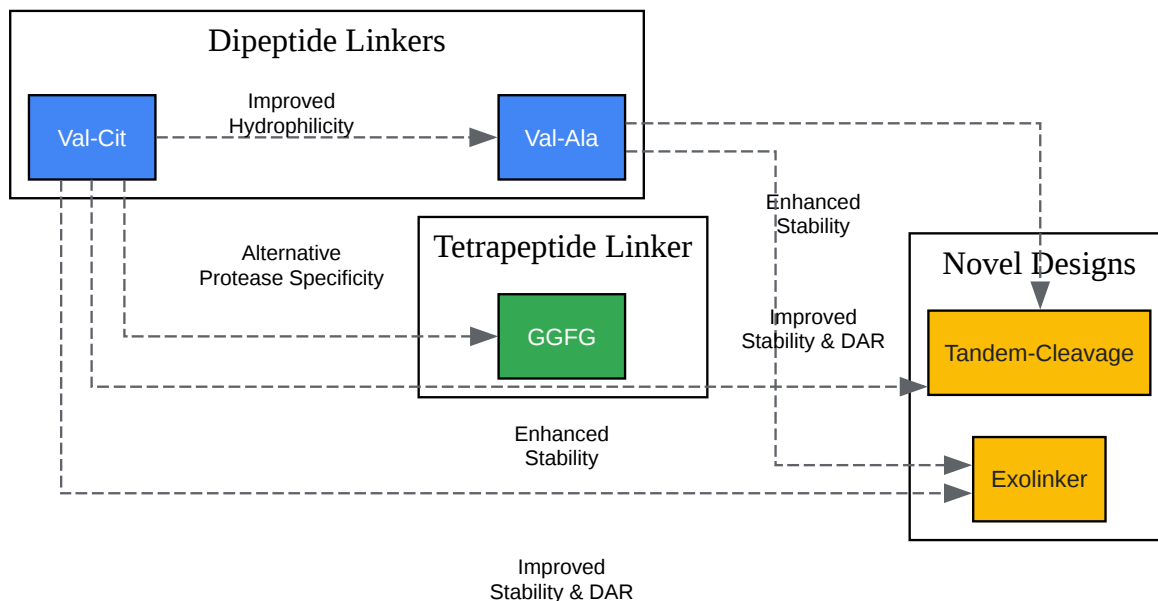 Dipeptide Linkers
Improved
Hydrophilicity
Val-Cit
Val-Ala
Enhanced
Stability
Alternative
Protease Specificity
Tetrapeptide Linker
GGFG
Novel Designs
Improved
Stability & DAR
Tandem-Cleavage
Enhanced
Stability
Exolinker
Improved
Stability & DAR